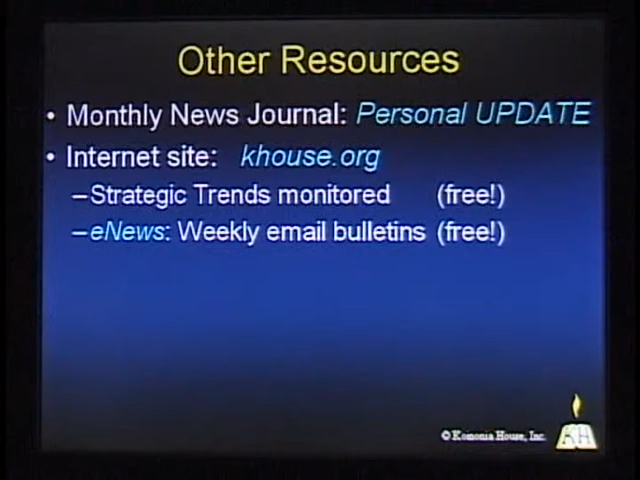 Other Resources
• Monthly News Journal: Personal UPDATE
• Internet site: khouse.org
–Strategic Trends monitored (free!)
–eNews: Weekly email bulletins (free!)
© Koinonia House, Inc.
KH